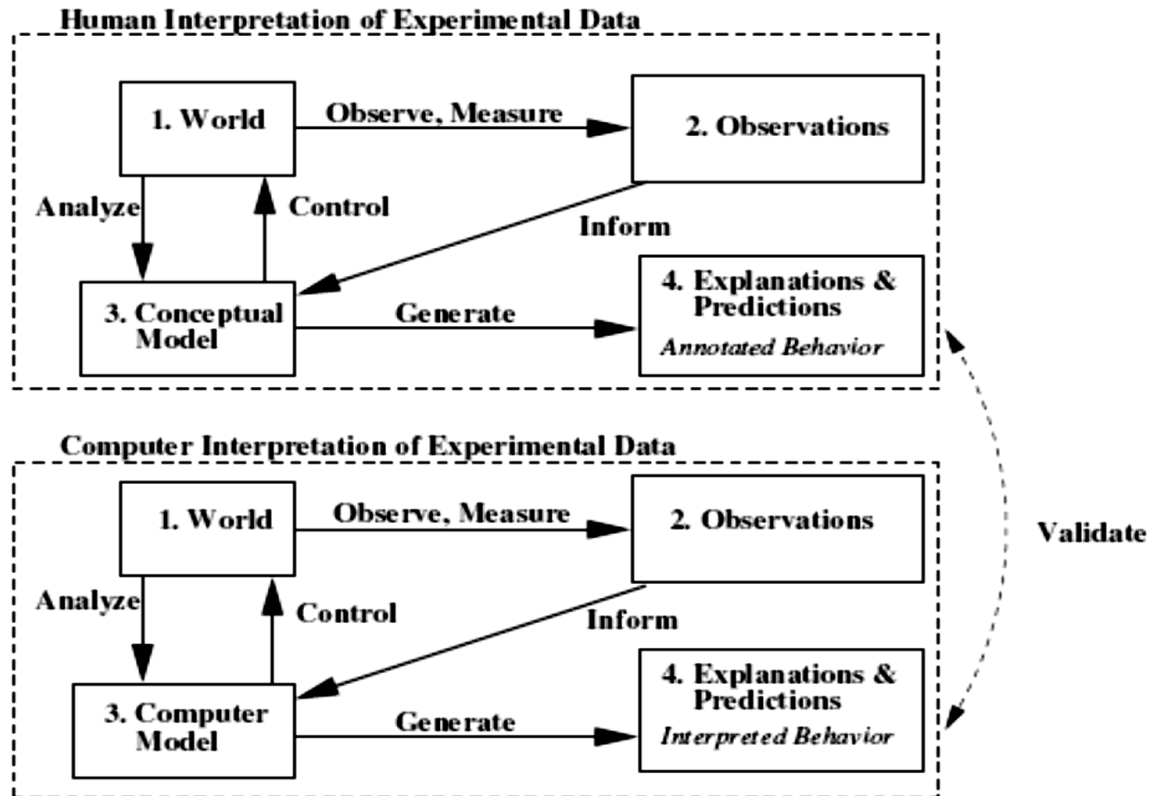 Human Interpretation of Experimental Data
1. World
Observe, Measure
2. Observations
Analyze
Control
Inform
3. Conceptual
Model
Generate
4. Explanations &
Predictions
Annotated Behavior
Computer Interpretation of Experimental Data
1. World
Observe, Measure
2. Observations
Validate
Analyze
Control
Inform
3. Computer
Model
Generate
4. Explanations &
Predictions
Interpreted Behavior